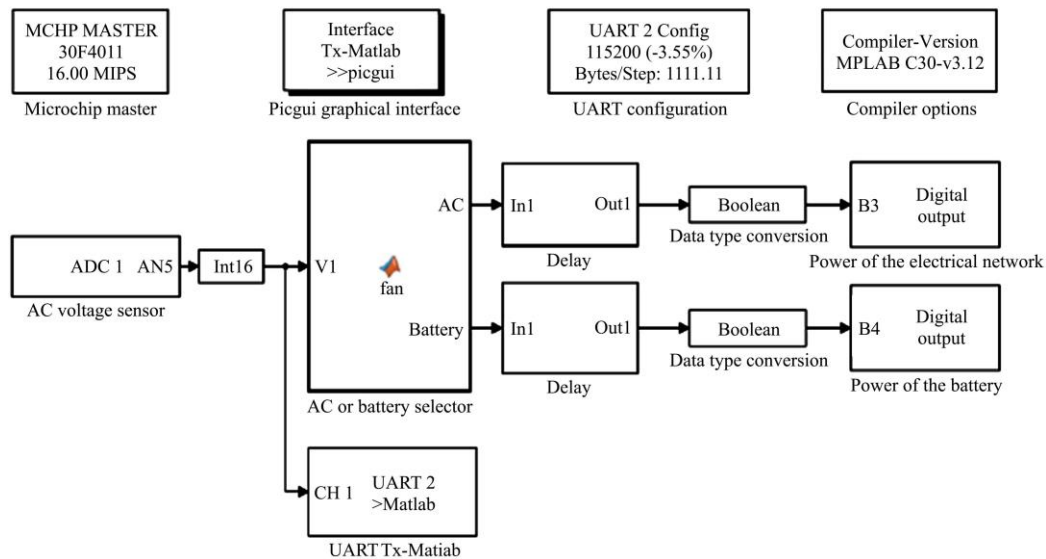 MCHP MASTER
30F4011
16.00 MIPS
Microchip master
Interface
Tx-Matlab
>>picgui
Picgui graphical interface
UART 2 Config
115200 (-3.55%)
Bytes/Step: 1111.11
UART configuration
Compiler-Version
MPLAB C30-v3.12
Compiler options
ADC 1 AN5
AC voltage sensor
Int16
V1
fan
AC
Battery
AC or battery selector
In1 Out1
Delay
Boolean
Data type conversion
B3 Digital
output
Power of the electrical network
In1 Out1
Delay
Boolean
Data type conversion
B4 Digital
output
Power of the battery
CH 1 UART 2
>Matlab
UART Tx-Matiab